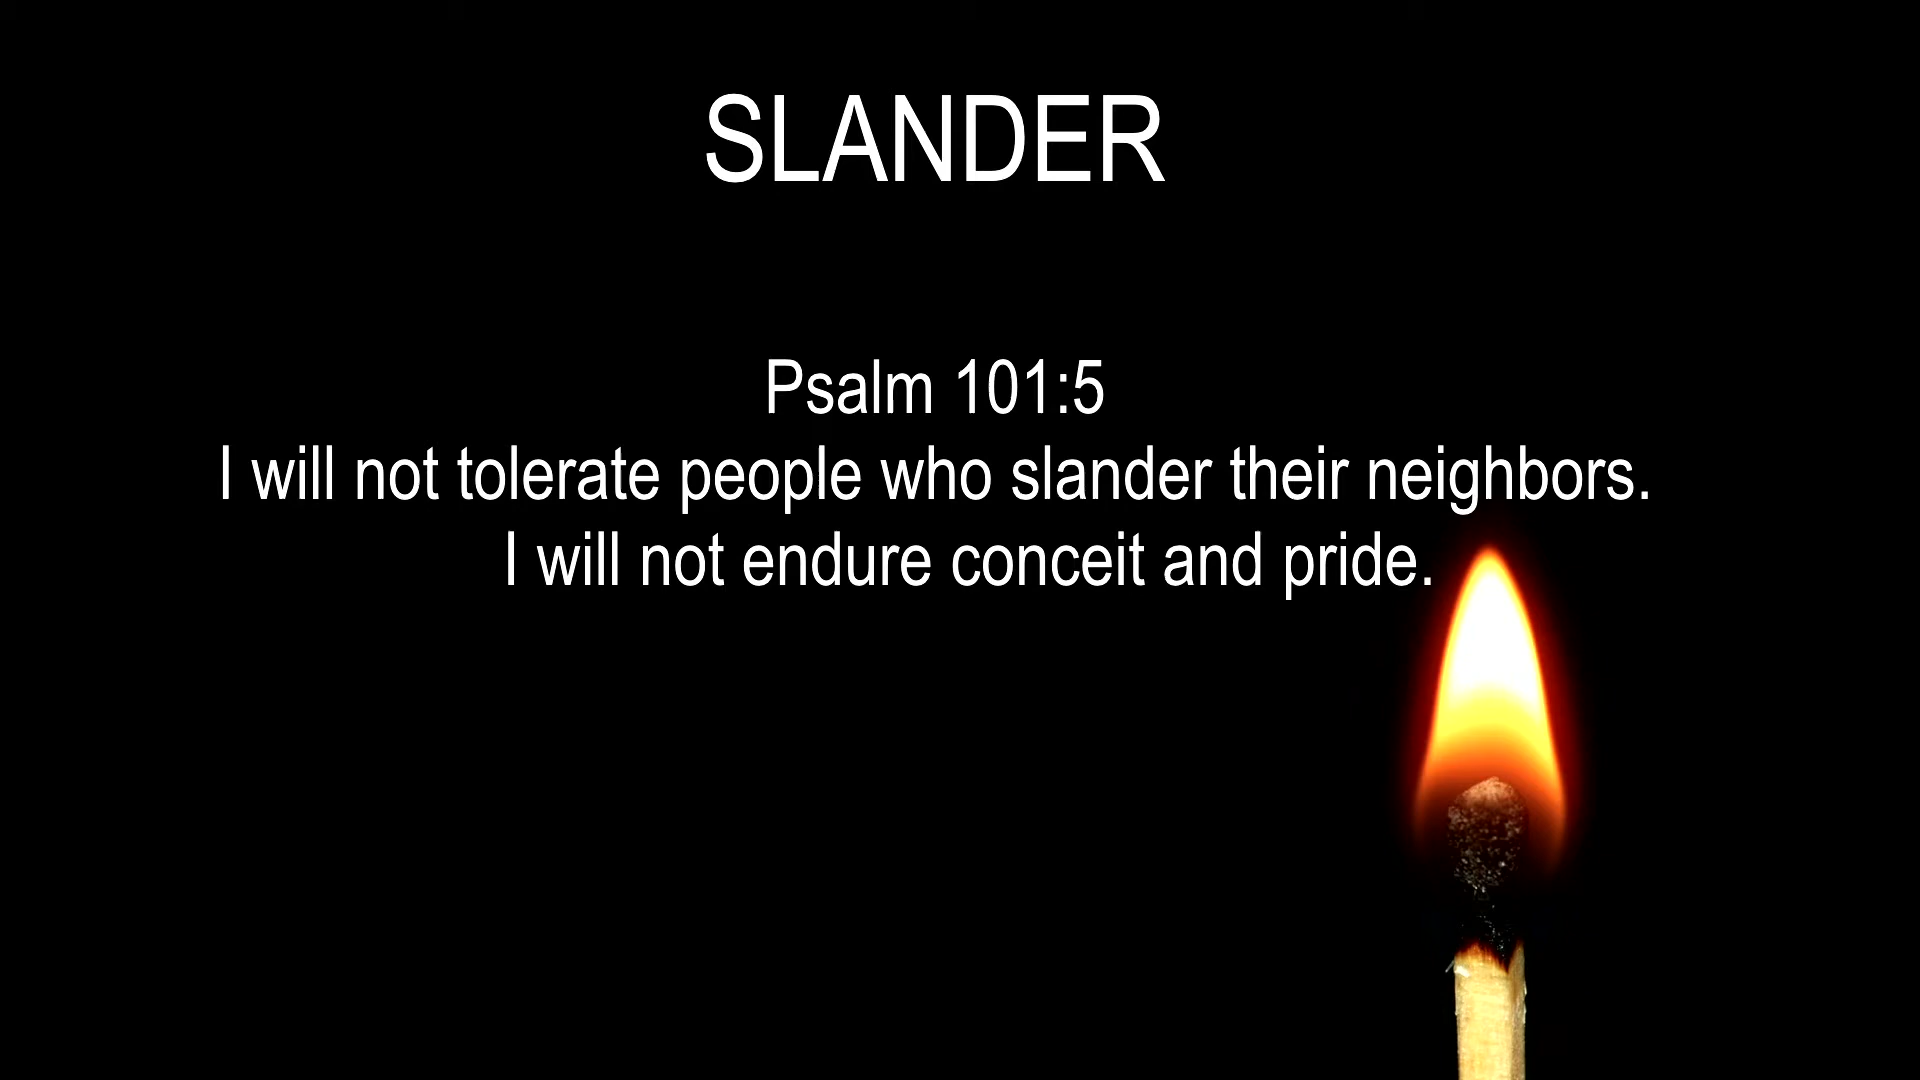 SLANDER
Psalm 101:5
I will not tolerate people who slander their neighbors.
I will not endure conceit and pride.